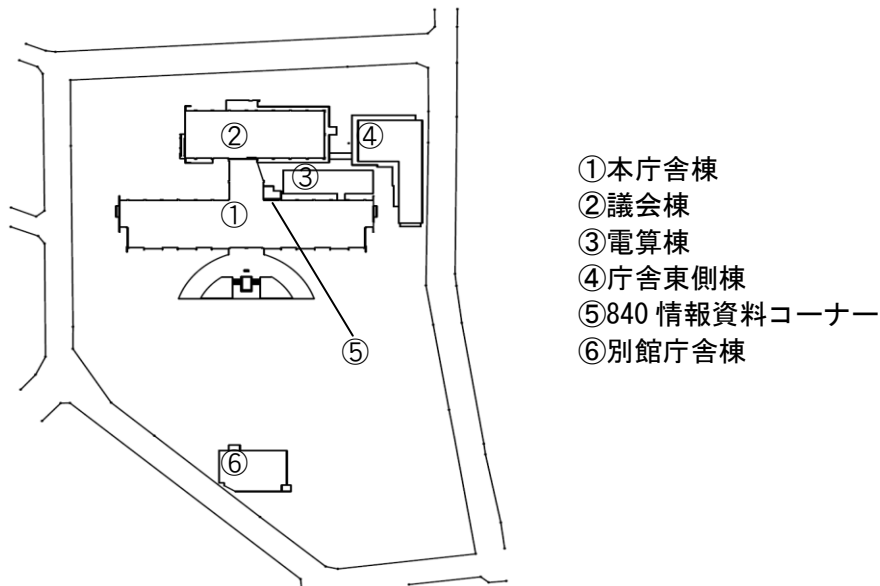 ②
④
③
①
⑤
⑥
①本庁舎棟
②議会棟
③電算棟
④庁舎東側棟
⑤840 情報資料コーナー
⑥別館庁舎棟